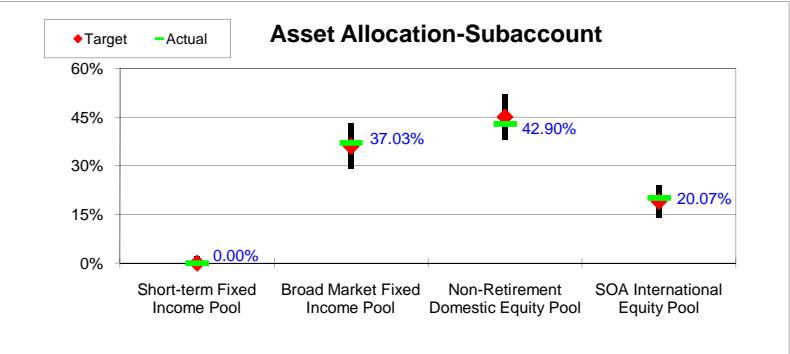 Target Actual
Asset Allocation-Subaccount
60%
45%
30%
15%
0%
0.00%
37.03%
42.90%
20.07%
Short-term Fixed
Income Pool
Broad Market Fixed
Income Pool
Non-Retirement
Domestic Equity Pool
SOA International
Equity Pool